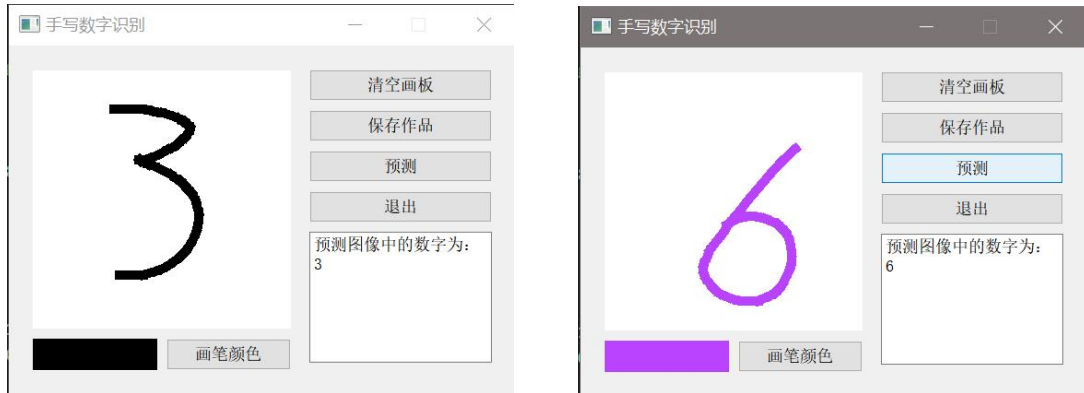 手写数字识别
清空画板
保存作品
预测
退出
预测图像中的数字为：
3
画笔颜色
3
手写数字识别
清空画板
保存作品
预测
退出
预测图像中的数字为：
6
画笔颜色
6